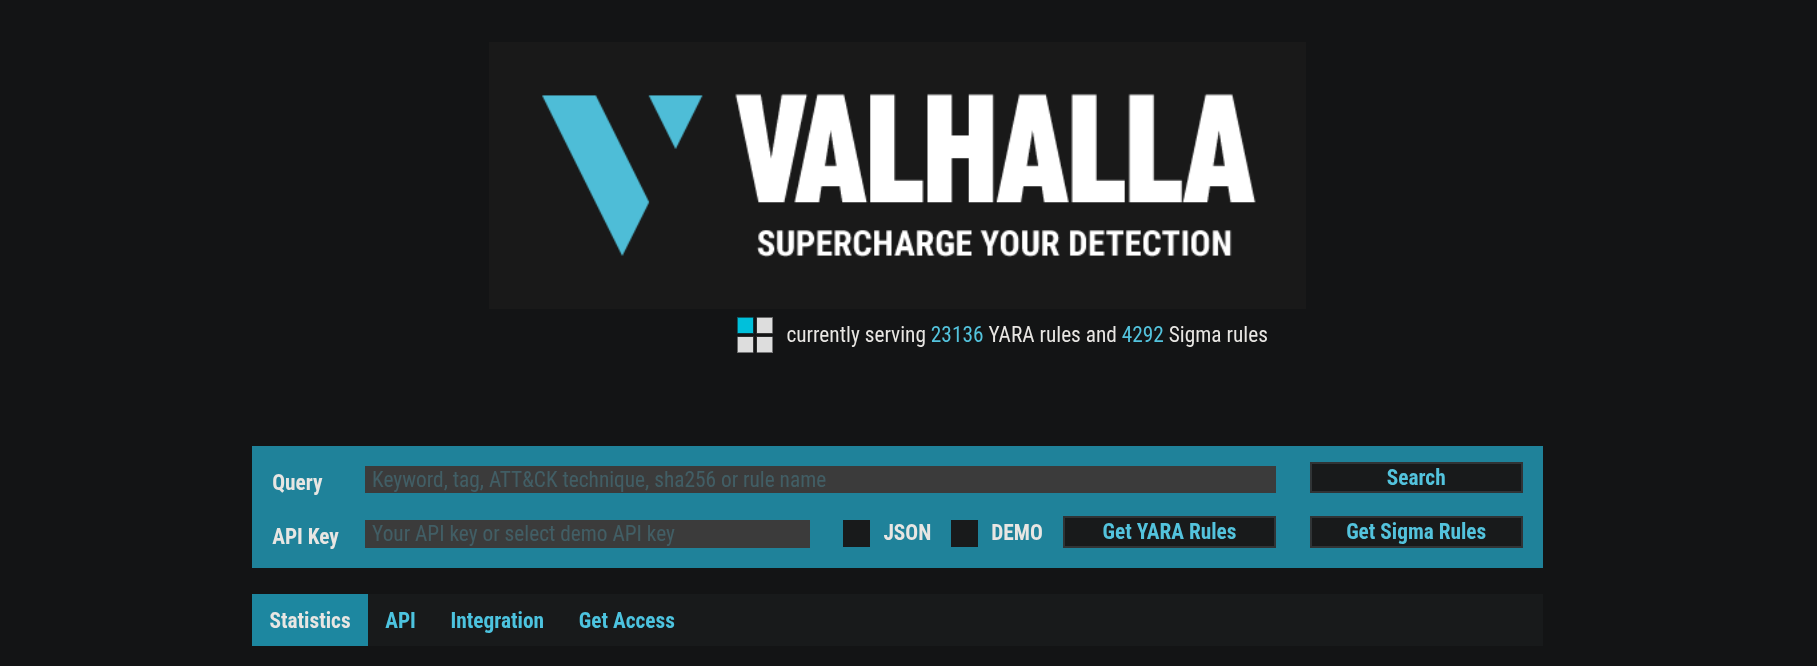 VALHALLA
SUPERCHARGE YOUR DETECTION
currently serving 23136 YARA rules and 4292 Sigma rules
Query Keyword, tag, ATT&CK technique, sha256 or rule name Search
API Key Your API key or select demo API key JSON DEMO Get YARA Rules Get Sigma Rules
Statistics API Integration Get Access